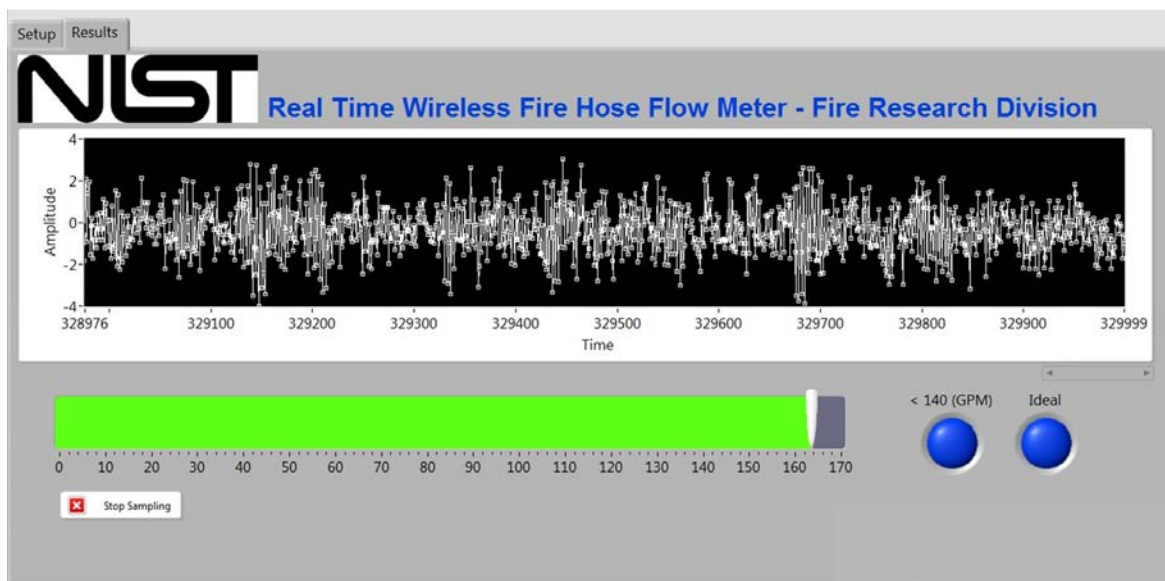 Setup Results
NIST
Real Time Wireless Fire Hose Flow Meter - Fire Research Division
4
2
0
-2
-4
Amplitude
328976 329100 329200 329300 329400 329500 329600 329700 329800 329900 329999
Time
< 140 (GPM) Ideal
0 10 20 30 40 50 60 70 80 90 100 110 120 130 140 150 160 170
Stop Sampling